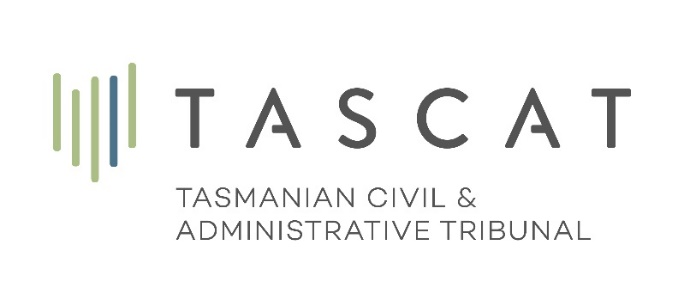 TASCAT
TASMANIAN CIVIL &
ADMINISTRATIVE TRIBUNAL